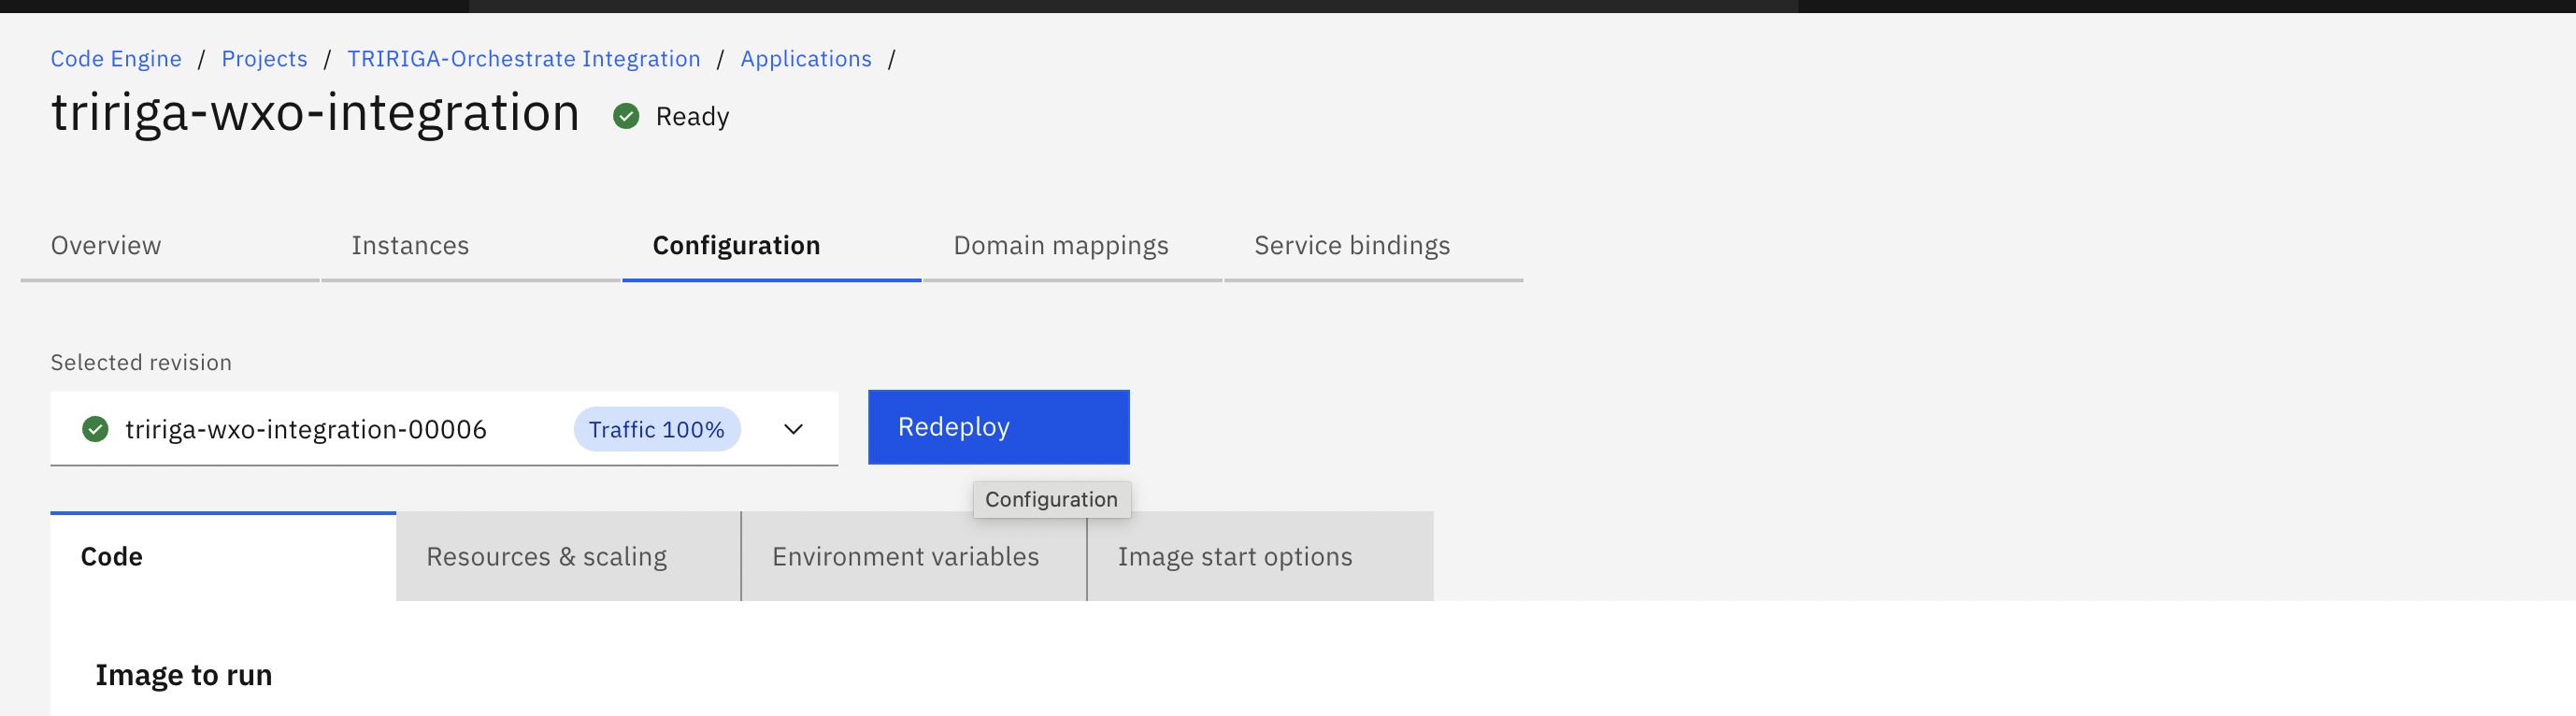 Code Engine / Projects / TRIRIGA-Orchestrate Integration / Applications /
tririga-wxo-integration Ready
Overview Instances Configuration Domain mappings Service bindings
Selected revision
tririga-wxo-integration-00006 Traffic 100% Redeploy
Configuration
Code Resources & scaling Environment variables Image start options
Image to run